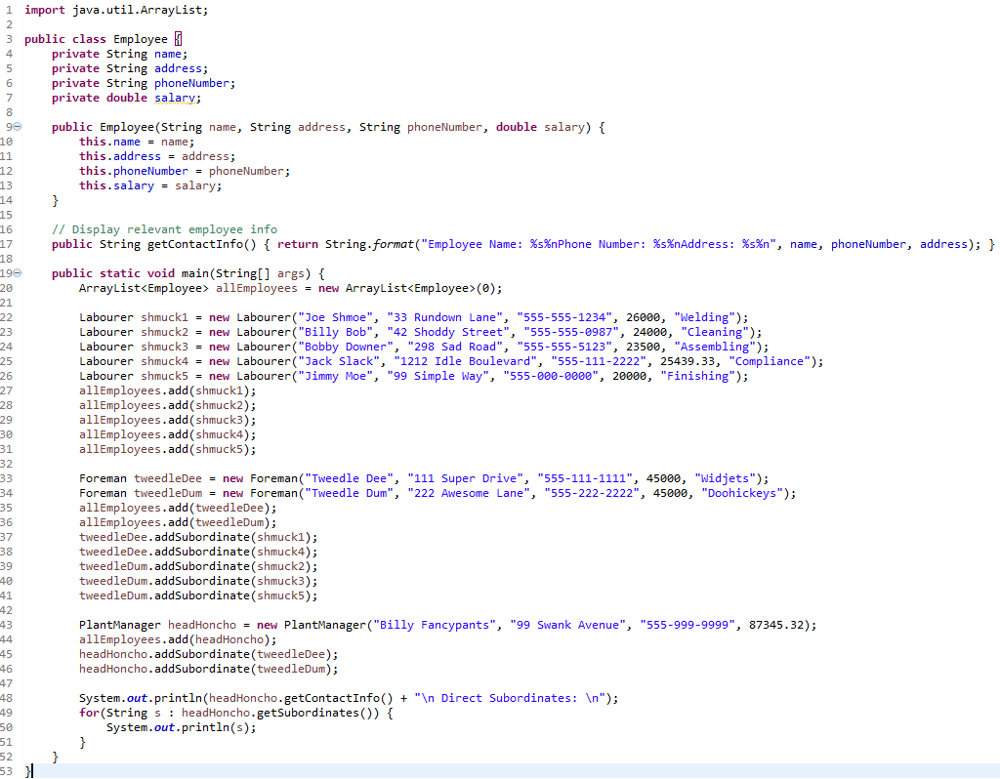 1 import java.util.ArrayList;
2
3 public class Employee {
4     private String name;
5     private String address;
6     private String phoneNumber;
7     private double salary;
8
9     public Employee(String name, String address, String phoneNumber, double salary) {
10         this.name = name;
11         this.address = address;
12         this.phoneNumber = phoneNumber;
13         this.salary = salary;
14     }
15
16     // Display relevant employee info
17     public String getContactInfo() { return String.format("Employee Name: %s%nPhone Number: %s%nAddress: %s%n", name, phoneNumber, address); }
18
19     public static void main(String[] args) {
20         ArrayList<Employee> allEmployees = new ArrayList<Employee>(0);
21
22         Labourer shmuck1 = new Labourer("Joe Shmoe", "33 Rundown Lane", "555-555-1234", 26000, "Welding");
23         Labourer shmuck2 = new Labourer("Billy Bob", "42 Shoddy Street", "555-555-0987", 24000, "Cleaning");
24         Labourer shmuck3 = new Labourer("Bobby Downer", "298 Sad Road", "555-555-5123", 23500, "Assembling");
25         Labourer shmuck4 = new Labourer("Jack Slack", "1212 Idle Boulevard", "555-111-2222", 25439.33, "Compliance");
26         Labourer shmuck5 = new Labourer("Jimmy Moe", "99 Simple Way", "555-000-0000", 20000, "Finishing");
27         allEmployees.add(shmuck1);
28         allEmployees.add(shmuck2);
29         allEmployees.add(shmuck3);
30         allEmployees.add(shmuck4);
31         allEmployees.add(shmuck5);
32
33         Foreman tweedleDee = new Foreman("Tweedle Dee", "111 Super Drive", "555-111-1111", 45000, "Widjets");
34         Foreman tweedleDum = new Foreman("Tweedle Dum", "222 Awesome Lane", "555-222-2222", 45000, "Doohickeys");
35         allEmployees.add(tweedleDee);
36         allEmployees.add(tweedleDum);
37         tweedleDee.addSubordinate(shmuck1);
38         tweedleDee.addSubordinate(shmuck4);
39         tweedleDum.addSubordinate(shmuck2);
40         tweedleDum.addSubordinate(shmuck3);
41         tweedleDum.addSubordinate(shmuck5);
42
43         PlantManager headHoncho = new PlantManager("Billy Fancypants", "99 Swank Avenue", "555-999-9999", 87345.32);
44         allEmployees.add(headHoncho);
45         headHoncho.addSubordinate(tweedleDee);
46         headHoncho.addSubordinate(tweedleDum);
47
48         System.out.println(headHoncho.getContactInfo() + "\n Direct Subordinates: \n");
49         for(String s : headHoncho.getSubordinates()) {
50             System.out.println(s);
51         }
52     }
53 }